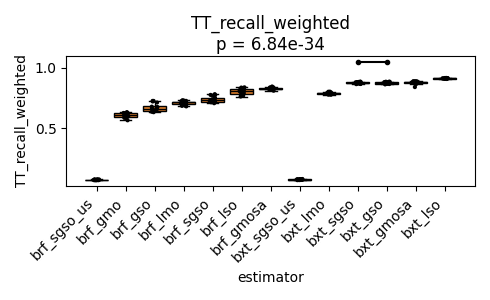 TT_recall_weighted
p = 6.84e-34
TT_recall_weighted
1.0
0.5
brf_sgso_us
brf_gmo
brf_gso
brf_lmo
brf_sgso
brf_lso
brf_gmosa
bxt_sgso_us
bxt_lmo
bxt_sgso
bxt_gso
bxt_gmosa
bxt_lso
estimator